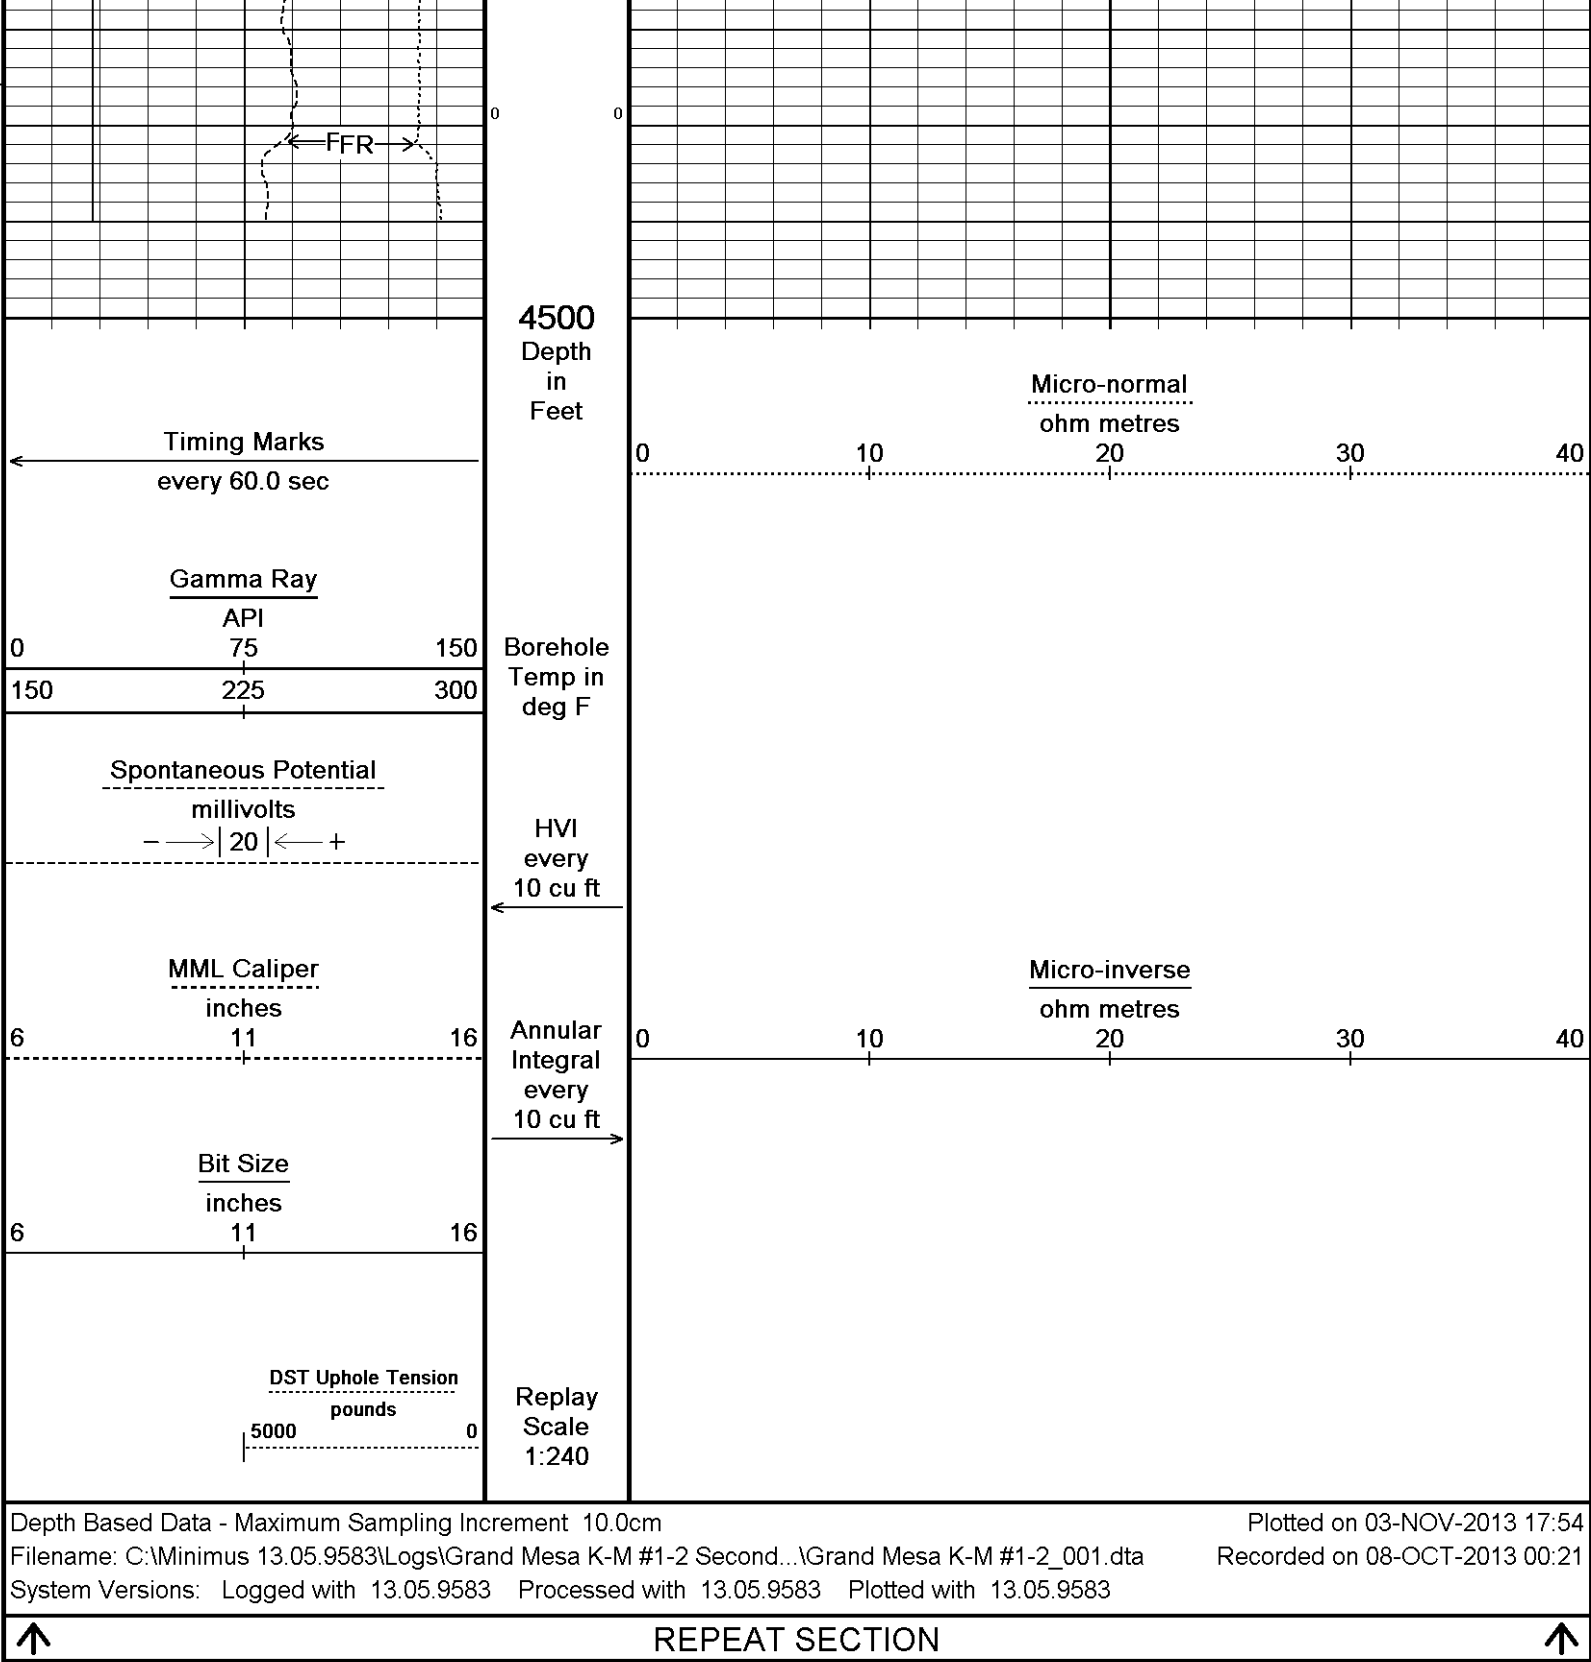 0 0
FFR
4500
Depth
in
Feet
Timing Marks
every 60.0 sec
Gamma Ray
API
0 75 150
150 225 300
Spontaneous Potential
millivolts
− 20 +
MML Caliper
inches
6 11 16
Bit Size
inches
6 11 16
DST Uphole Tension
pounds
5000 0
Borehole
Temp in
deg F
HVI
every
10 cu ft
Annular
Integral
every
10 cu ft
Replay
Scale
1:240
Micro-normal
ohm metres
0 10 20 30 40
Micro-inverse
ohm metres
0 10 20 30 40
Depth Based Data - Maximum Sampling Increment 10.0cm Plotted on 03-NOV-2013 17:54
Filename: C:\Minimus 13.05.9583\Logs\Grand Mesa K-M #1-2 Second...\Grand Mesa K-M #1-2_001.dta Recorded on 08-OCT-2013 00:21
System Versions: Logged with 13.05.9583 Processed with 13.05.9583 Plotted with 13.05.9583
REPEAT SECTION